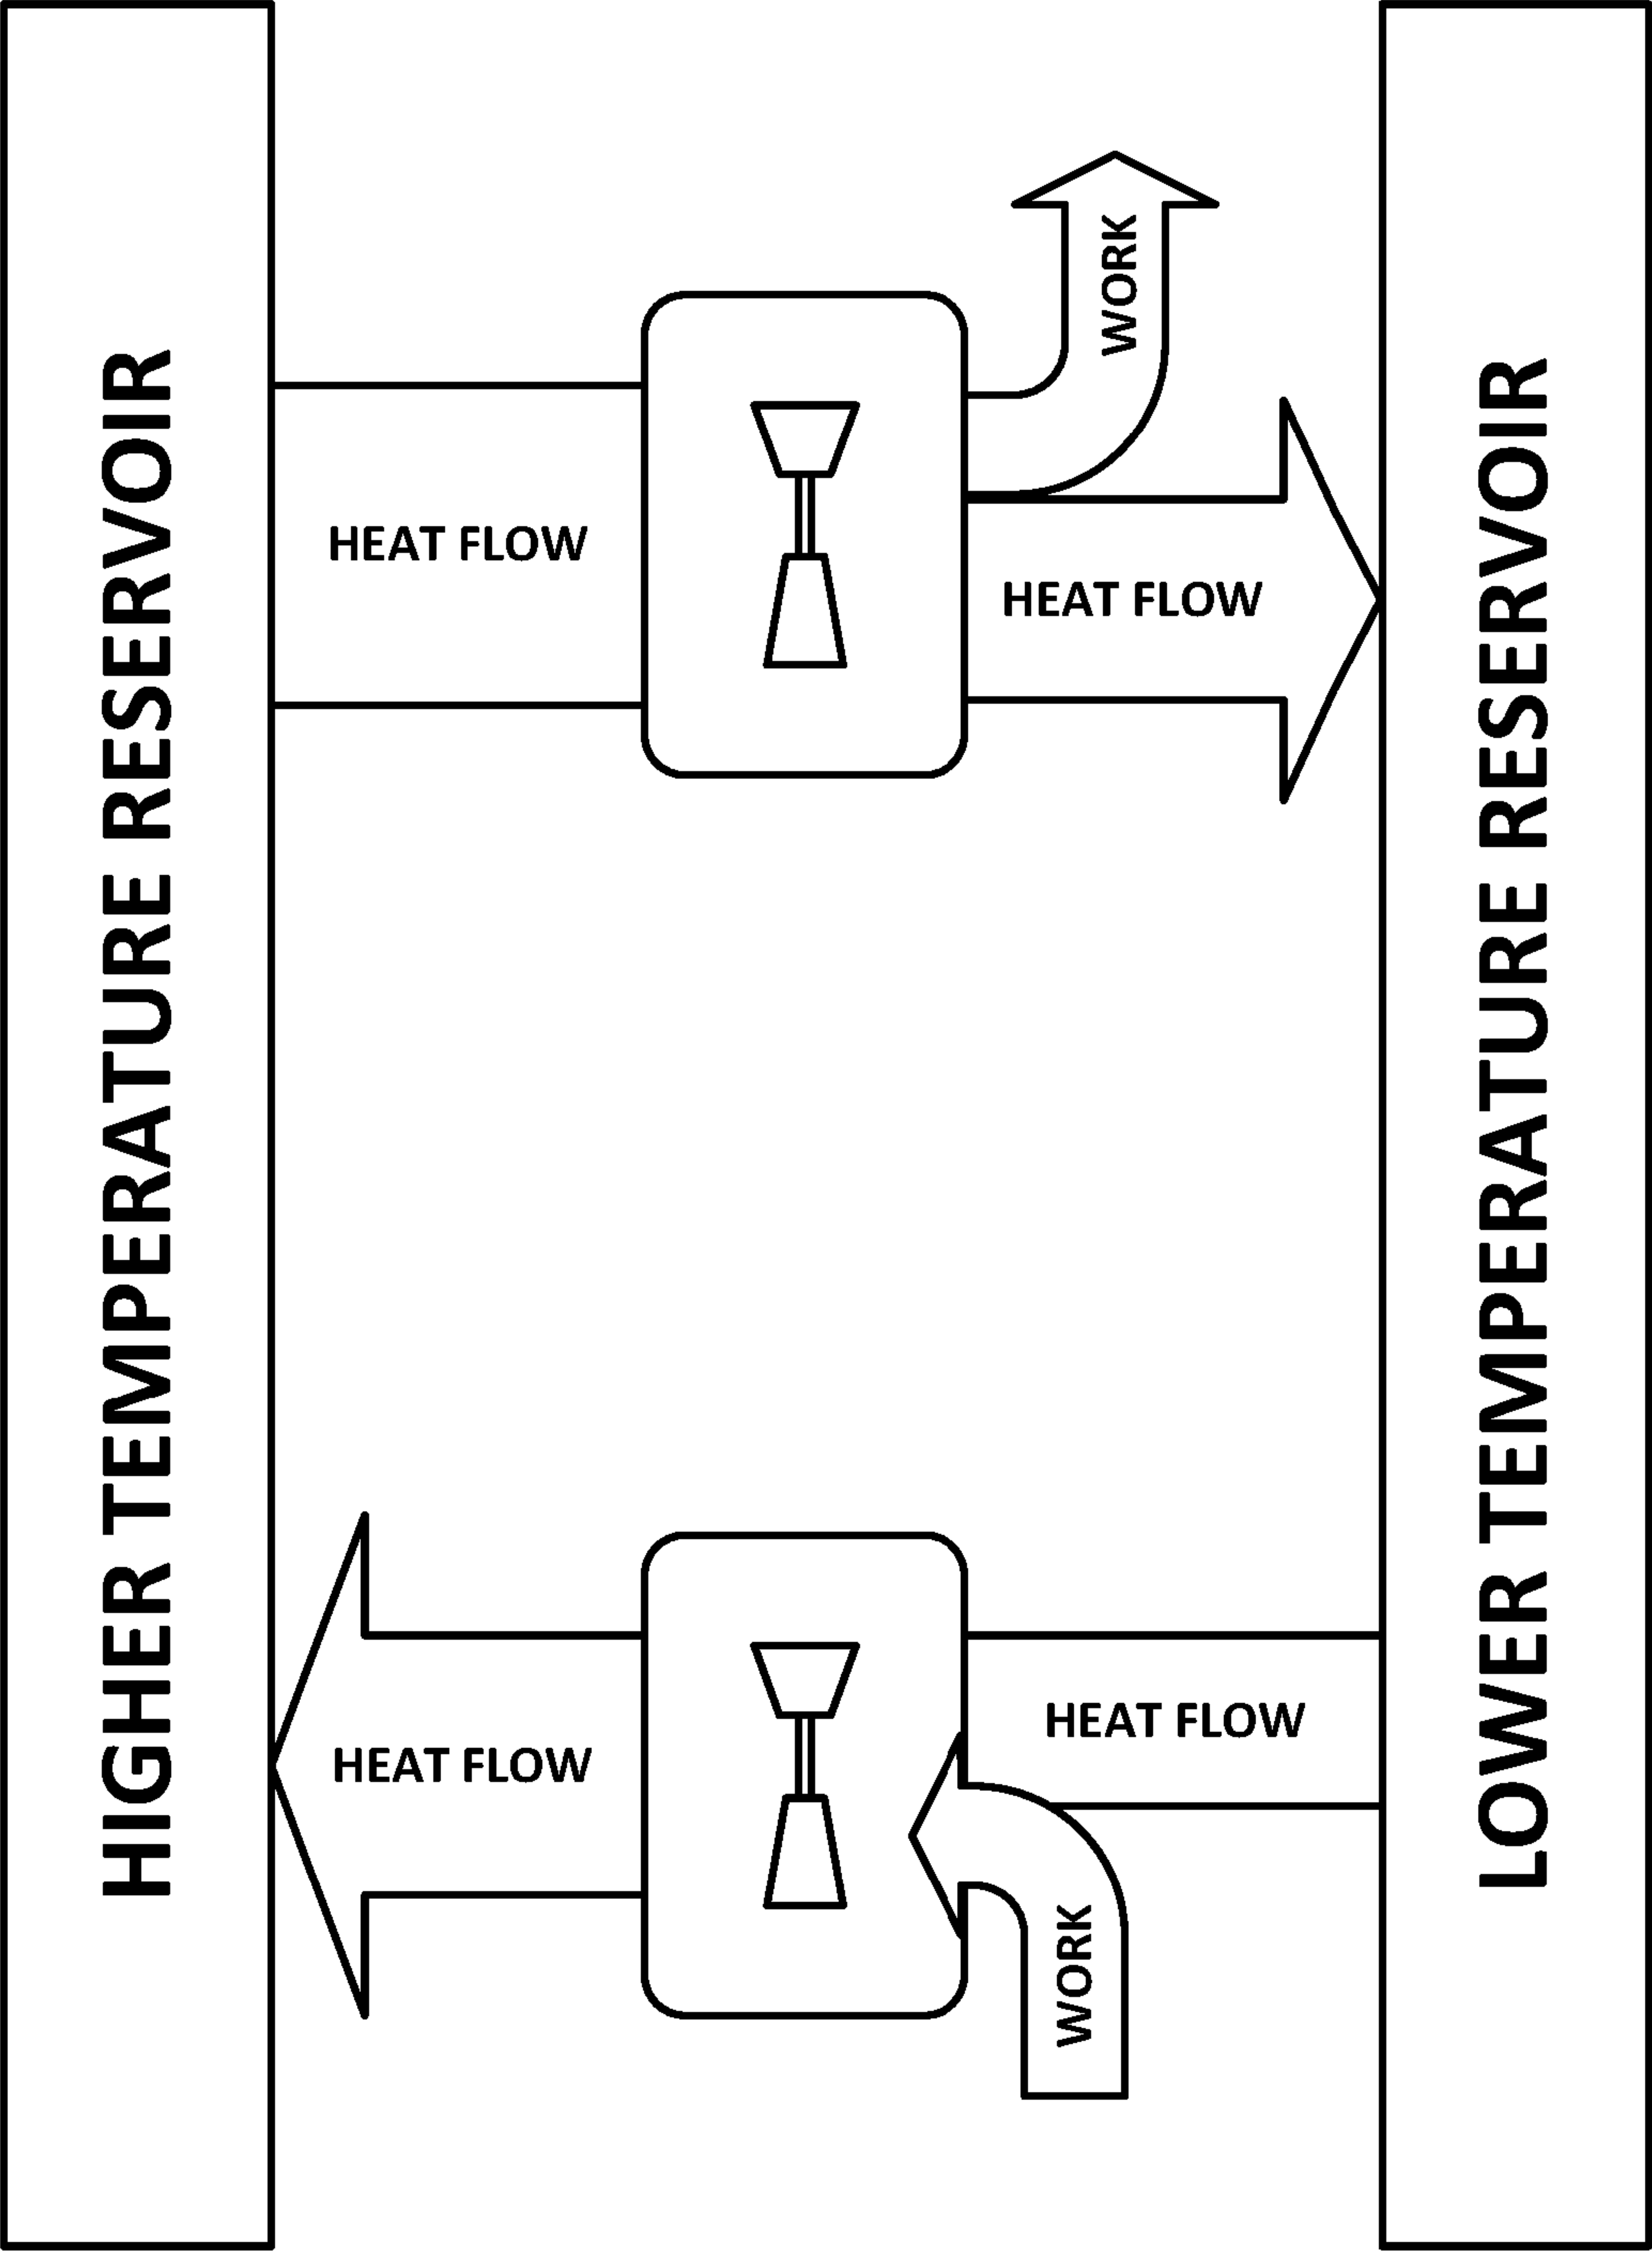 HIGHER TEMPERATURE RESERVOIR
HEAT FLOW
WORK
HEAT FLOW
LOWER TEMPERATURE RESERVOIR
HEAT FLOW
HEAT FLOW
WORK